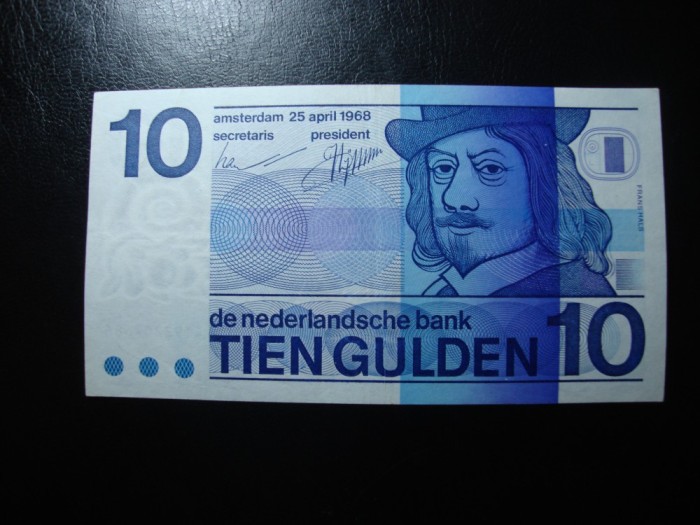 10
amsterdam 25 april 1968
secretaris president
FRANS HALS
de nederlandsche bank
TIEN GULDEN 10